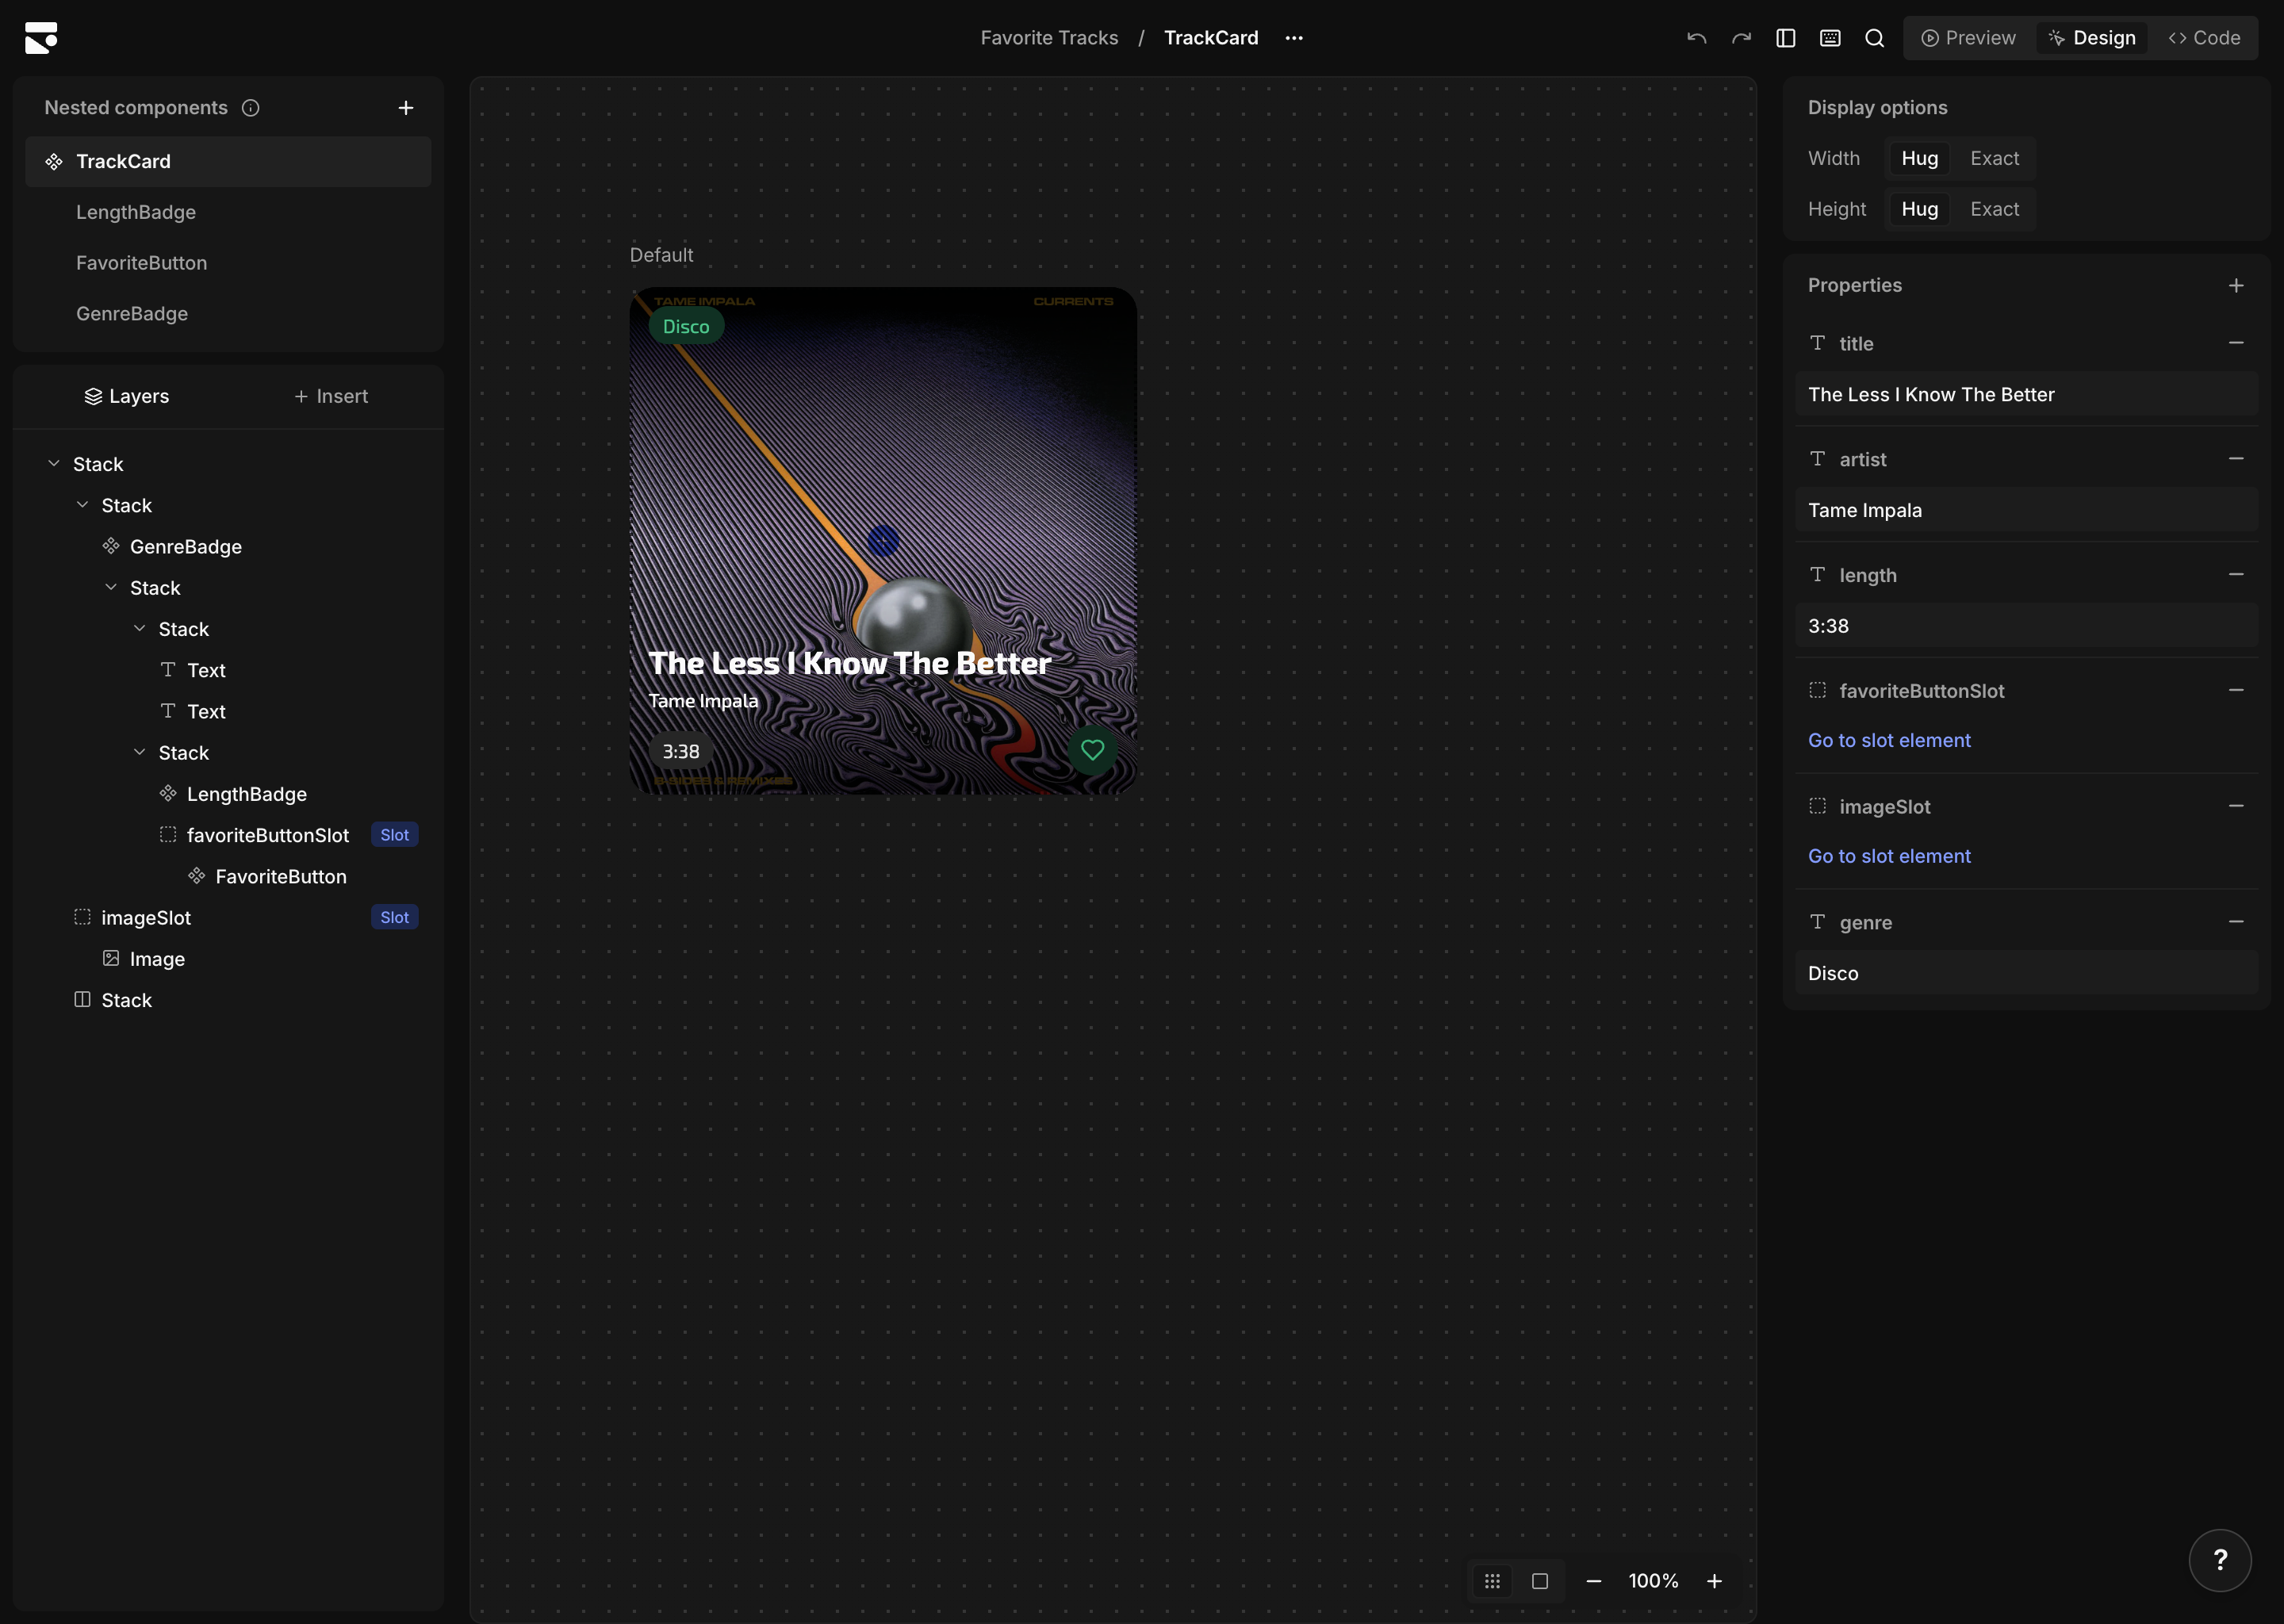 Favorite Tracks / TrackCard
Preview
Design
Code
Nested components
TrackCard
LengthBadge
FavoriteButton
GenreBadge
Layers
Insert
Stack
Stack
GenreBadge
Stack
Stack
Text
Text
Stack
LengthBadge
favoriteButtonSlot Slot
FavoriteButton
imageSlot Slot
Image
Stack
Default
TAME IMPALA CURRENTS
Disco
The Less I Know The Better
Tame Impala
3:38
B-SIDES & REMIXES
100%
Display options
Width Hug Exact
Height Hug Exact
Properties
title
The Less I Know The Better
artist
Tame Impala
length
3:38
favoriteButtonSlot
Go to slot element
imageSlot
Go to slot element
genre
Disco
?